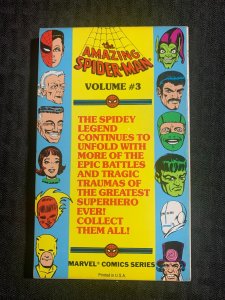 the
AMAZING
SPIDER-MAN
VOLUME #3
THE SPIDEY
LEGEND
CONTINUES TO
UNFOLD WITH
MORE OF THE
EPIC BATTLES
AND TRAGIC
TRAUMAS OF
THE GREATEST
SUPERHERO
EVER!
COLLECT
THEM ALL!
MARVEL® COMICS SERIES
Printed in U.S.A.